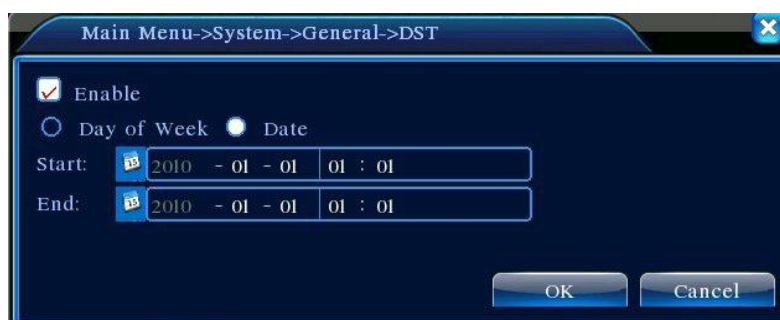 Main Menu->System->General->DST
Enable
Day of Week Date
Start: 2010 - 01 - 01 01 : 01
End: 2010 - 01 - 01 01 : 01
OK Cancel